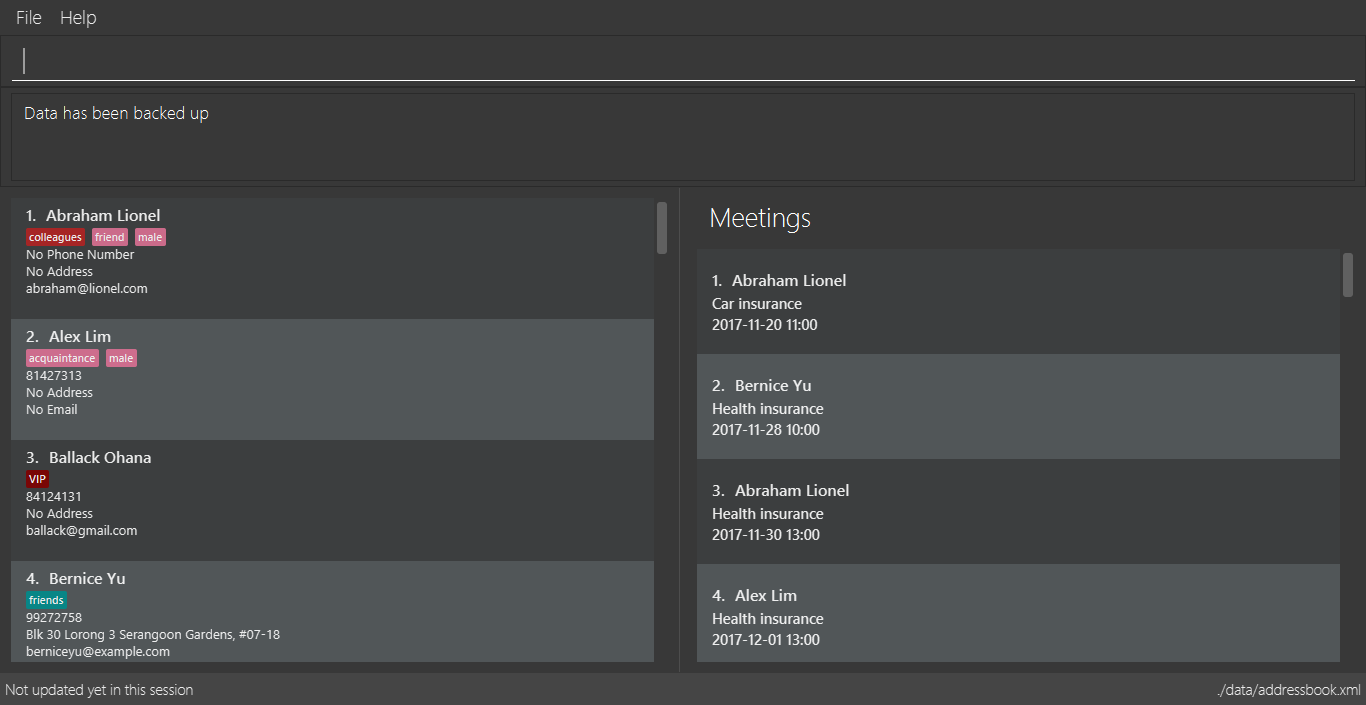 File Help
Data has been backed up
1. Abraham Lionel
colleagues friend male
No Phone Number
No Address
abraham@lionel.com
2. Alex Lim
acquaintance male
81427313
No Address
No Email
3. Ballack Ohana
VIP
84124131
No Address
ballack@gmail.com
4. Bernice Yu
friends
99272758
Blk 30 Lorong 3 Serangoon Gardens, #07-18
berniceyu@example.com
Meetings
1. Abraham Lionel
Car insurance
2017-11-20 11:00
2. Bernice Yu
Health insurance
2017-11-28 10:00
3. Abraham Lionel
Health insurance
2017-11-30 13:00
4. Alex Lim
Health insurance
2017-12-01 13:00
Not updated yet in this session
./data/addressbook.xml